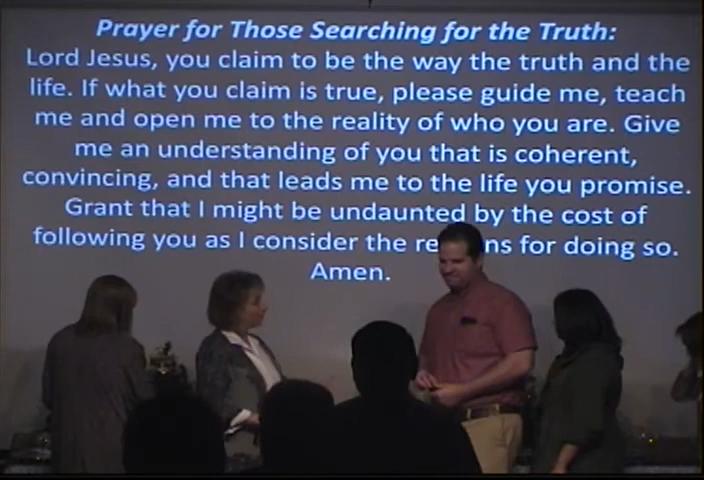 Prayer for Those Searching for the Truth:
Lord Jesus, you claim to be the way the truth and the
life. If what you claim is true, please guide me, teach
me and open me to the reality of who you are. Give
me an understanding of you that is coherent,
convincing, and that leads me to the life you promise.
Grant that I might be undaunted by the cost of
following you as I consider the for doing so.
Amen.